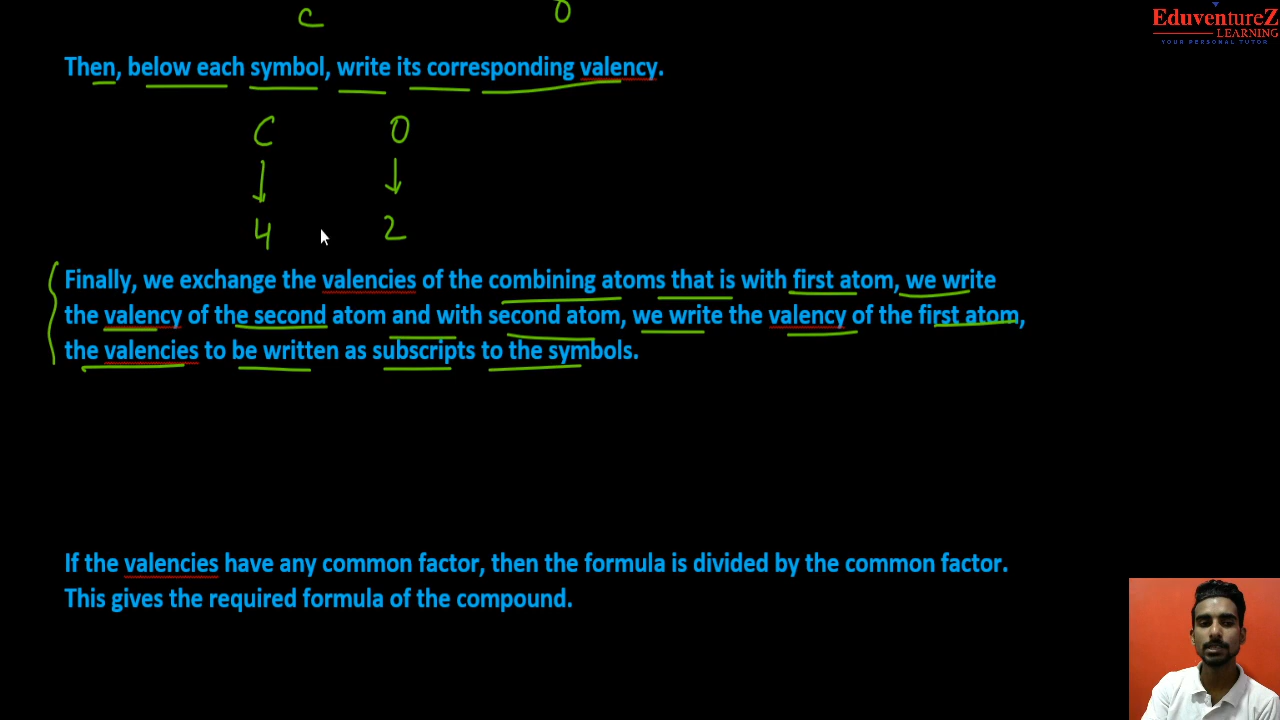 C O
EduventureZ
LEARNING
YOUR PERSONAL TUTOR
Then, below each symbol, write its corresponding valency.
C O
4 2
Finally, we exchange the valencies of the combining atoms that is with first atom, we write
the valency of the second atom and with second atom, we write the valency of the first atom,
the valencies to be written as subscripts to the symbols.
If the valencies have any common factor, then the formula is divided by the common factor.
This gives the required formula of the compound.